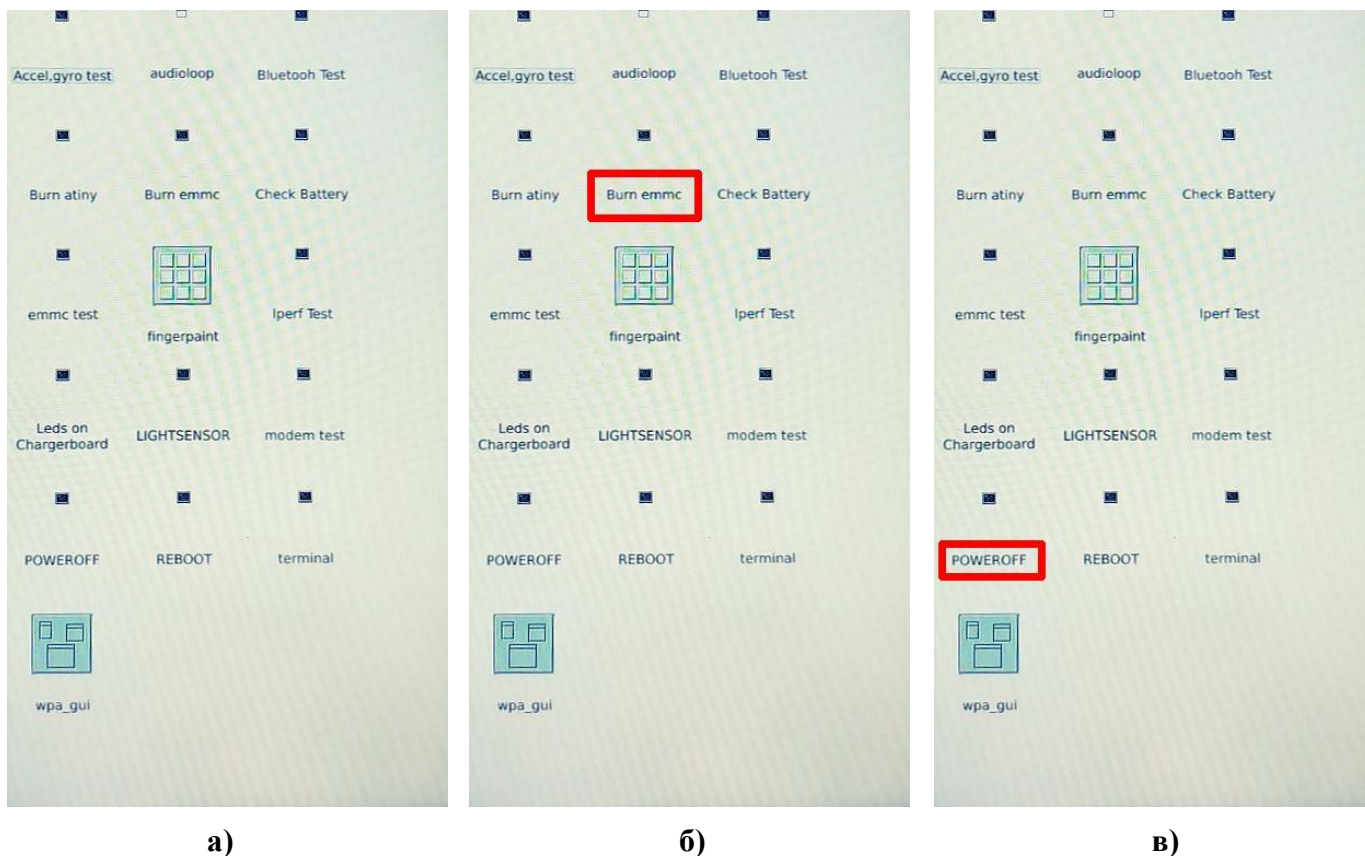 Accel,gyro test audioloop Bluetooh Test
Burn atiny Burn emmc Check Battery
emmc test fingerpaint Iperf Test
Leds on
Chargerboard LIGHTSENSOR modem test
POWEROFF REBOOT terminal
wpa_gui
а)
Accel,gyro test audioloop Bluetooh Test
Burn atiny Burn emmc Check Battery
emmc test fingerpaint Iperf Test
Leds on
Chargerboard LIGHTSENSOR modem test
POWEROFF REBOOT terminal
wpa_gui
б)
Accel,gyro test audioloop Bluetooh Test
Burn atiny Burn emmc Check Battery
emmc test fingerpaint Iperf Test
Leds on
Chargerboard LIGHTSENSOR modem test
POWEROFF REBOOT terminal
wpa_gui
в)